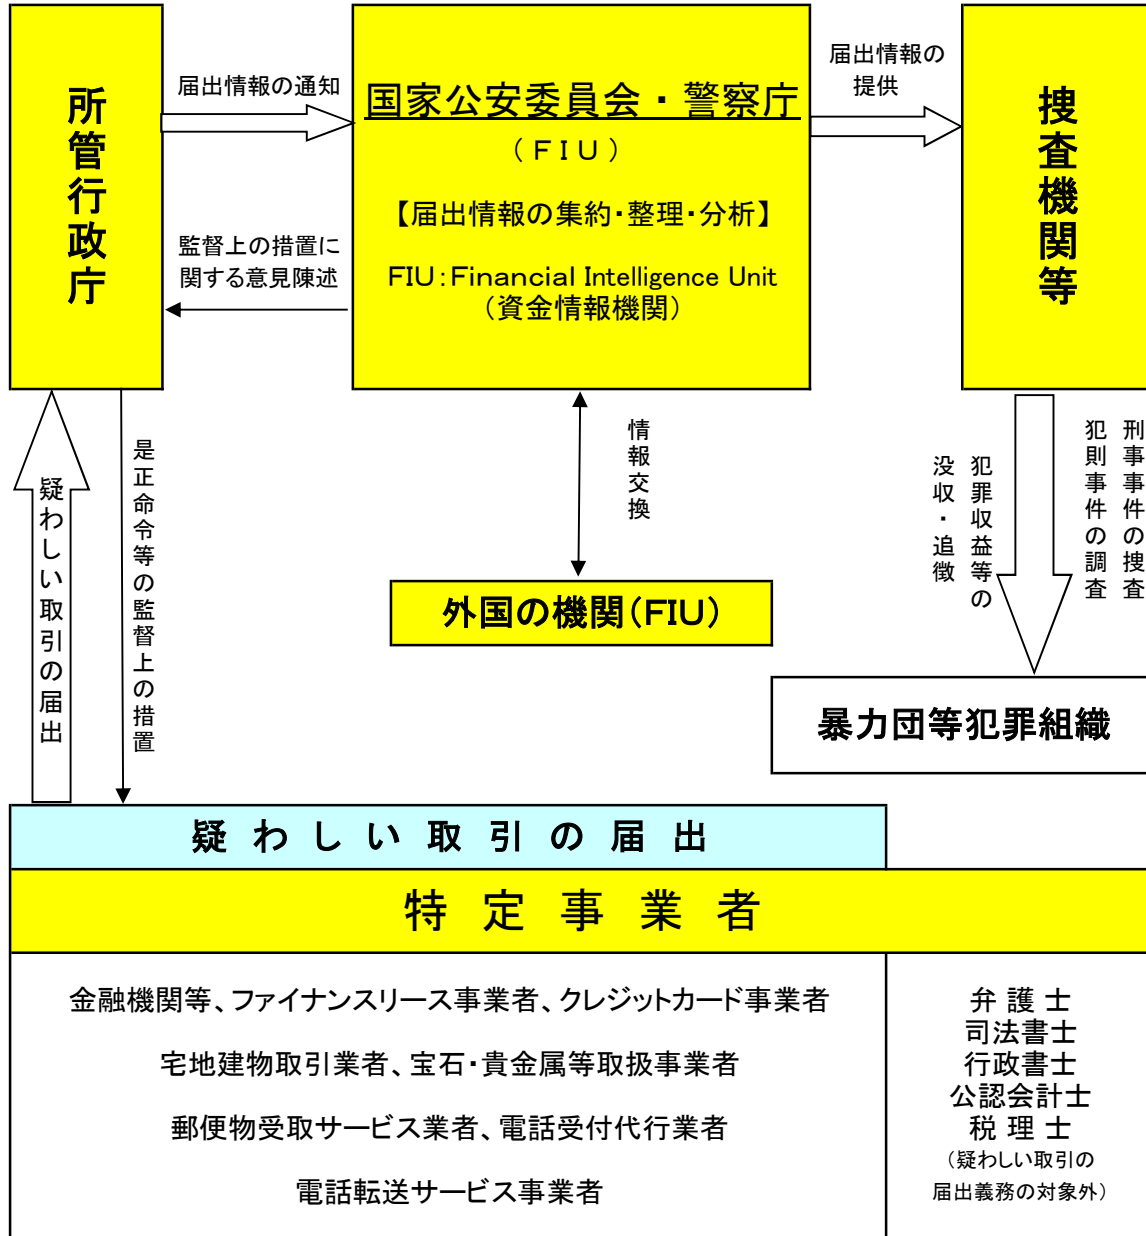 所管行政庁
届出情報の通知
国家公安委員会・警察庁
（ＦＩＵ）
【届出情報の集約・整理・分析】
FIU：Financial Intelligence Unit
（資金情報機関）
監督上の措置に
関する意見陳述
届出情報の
提供
捜査機関等
疑わしい取引の届出
是正命令等の監督上の措置
情報交換
外国の機関（FIU）
刑事事件の捜査
犯則事件の調査
犯罪収益等の
没収・追徴
暴力団等犯罪組織
疑わしい取引の届出
特定事業者
金融機関等、ファイナンスリース事業者、クレジットカード事業者
宅地建物取引業者、宝石・貴金属等取扱事業者
郵便物受取サービス業者、電話受付代行業者
電話転送サービス事業者
弁護士
司法書士
行政書士
公認会計士
税理士
（疑わしい取引の
届出義務の対象外）